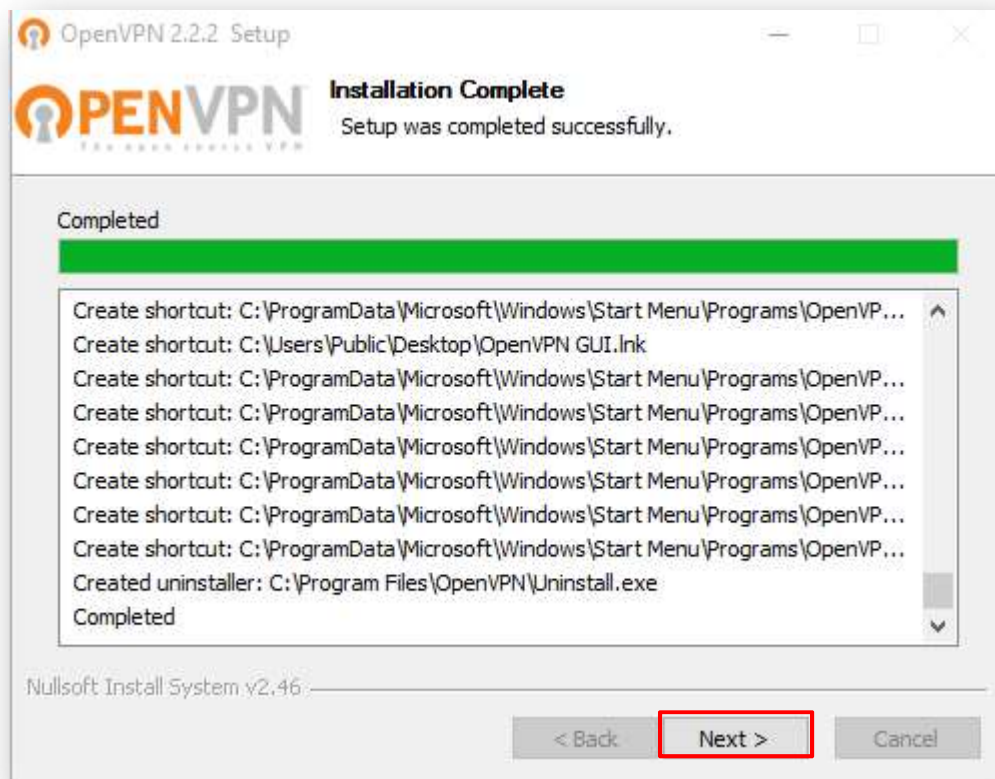 OpenVPN 2.2.2 Setup
OPENVPN
The open source VPN
Installation Complete
Setup was completed successfully.
Completed
Create shortcut: C:\ProgramData\Microsoft\Windows\Start Menu\Programs\OpenVP...
Create shortcut: C:\Users\Public\Desktop\OpenVPN GUI.lnk
Create shortcut: C:\ProgramData\Microsoft\Windows\Start Menu\Programs\OpenVP...
Create shortcut: C:\ProgramData\Microsoft\Windows\Start Menu\Programs\OpenVP...
Create shortcut: C:\ProgramData\Microsoft\Windows\Start Menu\Programs\OpenVP...
Create shortcut: C:\ProgramData\Microsoft\Windows\Start Menu\Programs\OpenVP...
Create shortcut: C:\ProgramData\Microsoft\Windows\Start Menu\Programs\OpenVP...
Create shortcut: C:\ProgramData\Microsoft\Windows\Start Menu\Programs\OpenVP...
Created uninstaller: C:\Program Files\OpenVPN\Uninstall.exe
Completed
Nullsoft Install System v2.46
< Back
Next >
Cancel